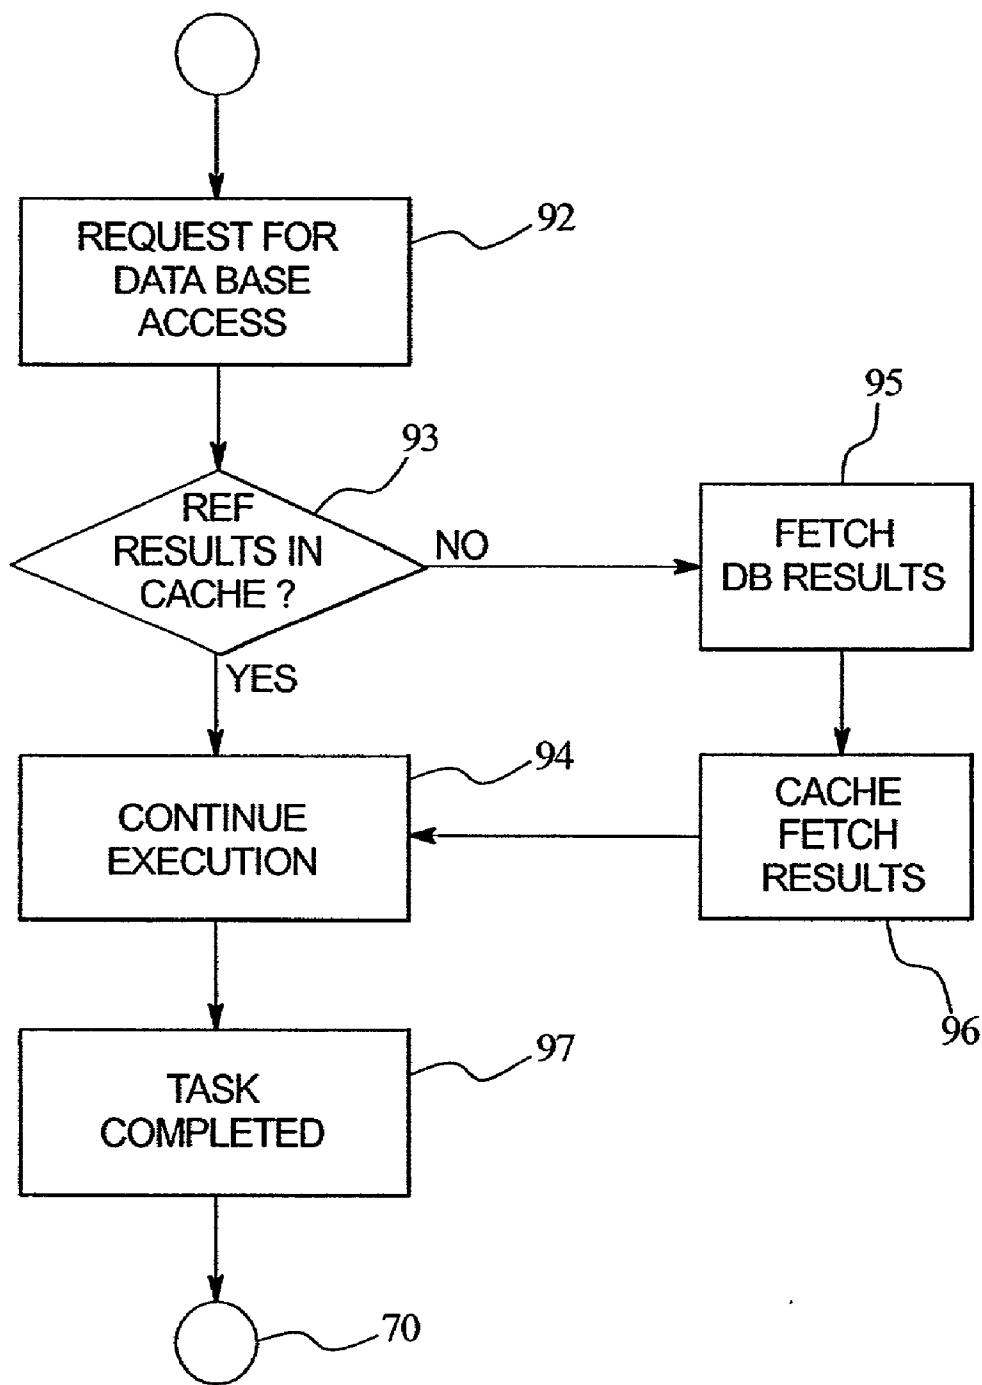 REQUEST FOR
DATA BASE
ACCESS
92
93
REF
RESULTS IN
CACHE ?
NO
YES
95
FETCH
DB RESULTS
94
CONTINUE
EXECUTION
CACHE
FETCH
RESULTS
96
97
TASK
COMPLETED
70